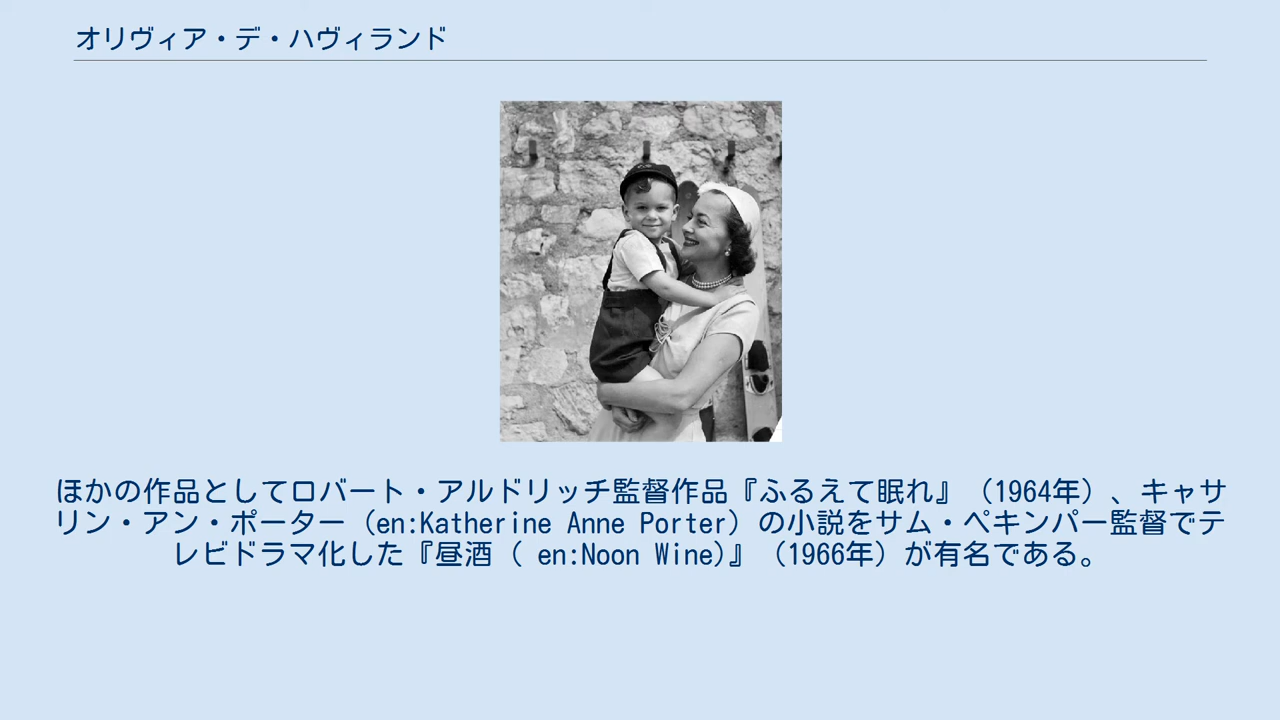 オリヴィア・デ・ハヴィランド
ほかの作品としてロバート・アルドリッチ監督作品『ふるえて眠れ』（1964年）、キャサ
リン・アン・ポーター（en:Katherine Anne Porter）の小説をサム・ペキンパー監督でテ
レビドラマ化した『昼酒（ en:Noon Wine)』（1966年）が有名である。